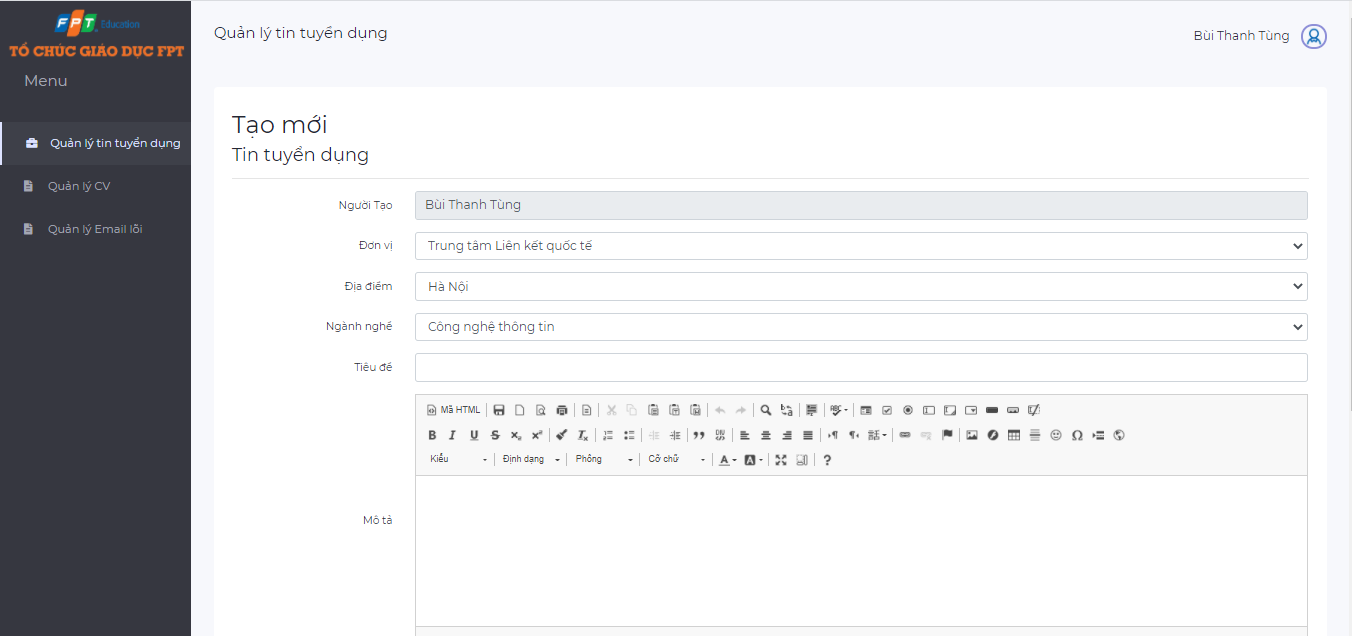 FPT Education
TỔ CHỨC GIÁO DỤC FPT
Menu
Quản lý tin tuyển dụng
Quản lý CV
Quản lý Email lỗi
Quản lý tin tuyển dụng
Bùi Thanh Tùng
Tạo mới
Tin tuyển dụng
Người Tạo
Bùi Thanh Tùng
Đơn vị
Trung tâm Liên kết quốc tế
Địa điểm
Hà Nội
Ngành nghề
Công nghệ thông tin
Tiêu đề
Mã HTML
Kiểu
Định dạng
Phông
Cỡ chữ
Mô tả